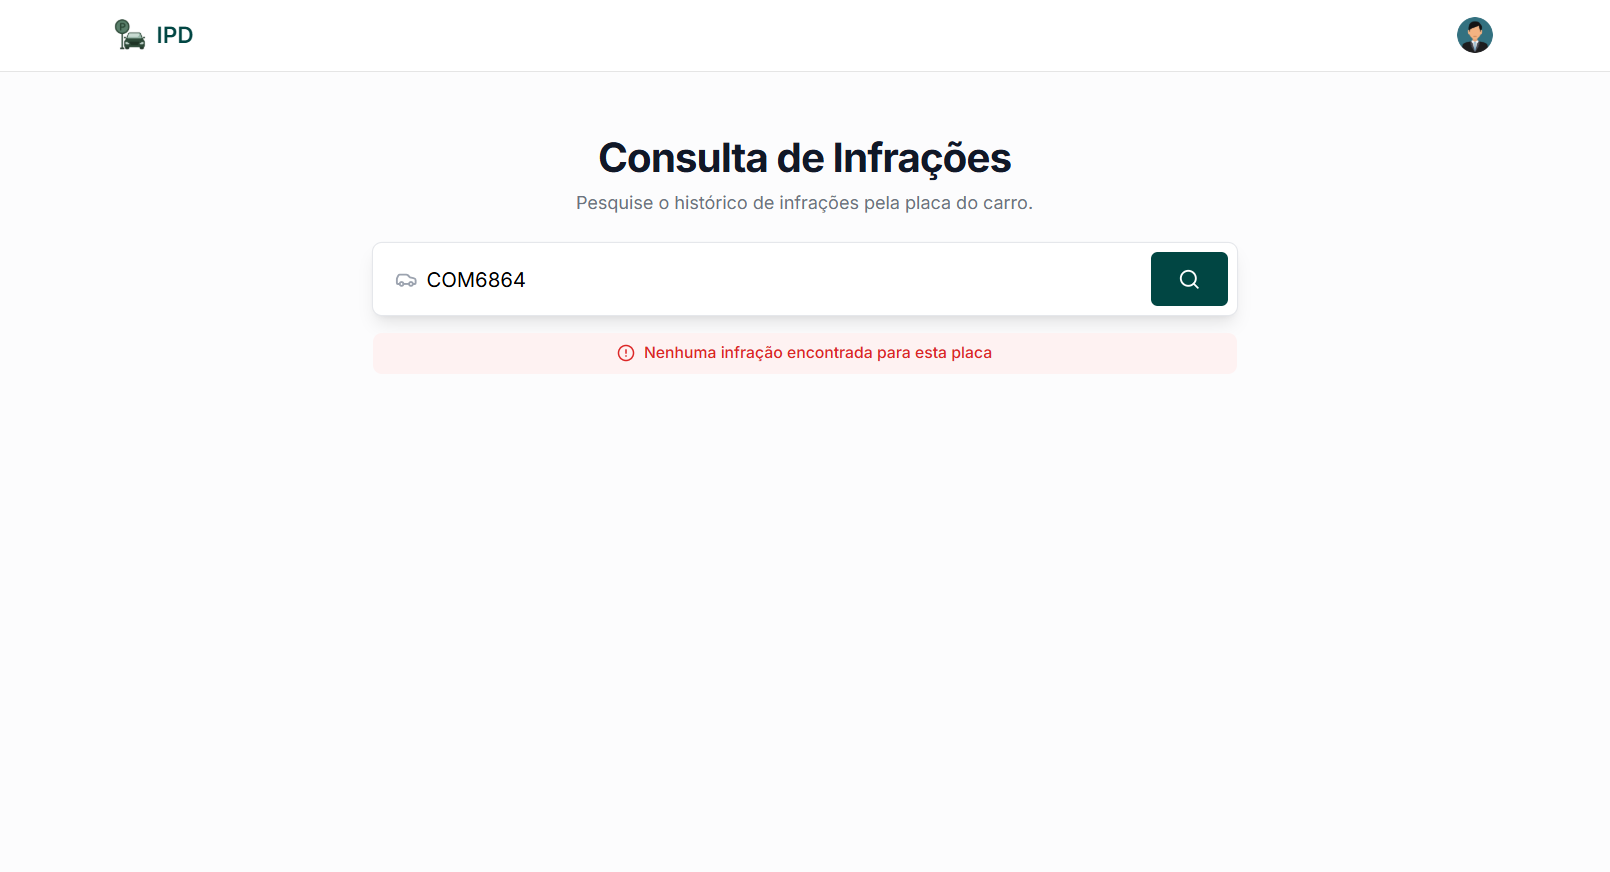 IPD
Consulta de Infrações
Pesquise o histórico de infrações pela placa do carro.
COM6864
Nenhuma infração encontrada para esta placa